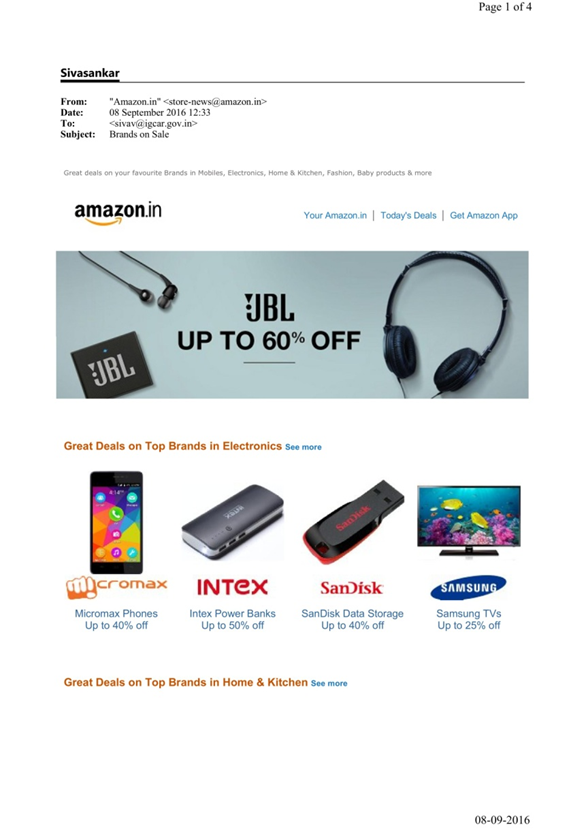 Page 1 of 4
Sivasankar
From: "Amazon.in" <store-news@amazon.in>
Date: 08 September 2016 12:33
To: <sivav@igcar.gov.in>
Subject: Brands on Sale
Great deals on your favourite Brands in Mobiles, Electronics, Home & Kitchen, Fashion, Baby products & more
amazon.in
Your Amazon.in | Today's Deals | Get Amazon App
JBL
UP TO 60% OFF
JBL
Great Deals on Top Brands in Electronics See more
4:14
INTEX
SanDisk
micromax INTEX SanDisk SAMSUNG
Micromax Phones Intex Power Banks SanDisk Data Storage Samsung TVs
Up to 40% off Up to 50% off Up to 40% off Up to 25% off
Great Deals on Top Brands in Home & Kitchen See more
08-09-2016